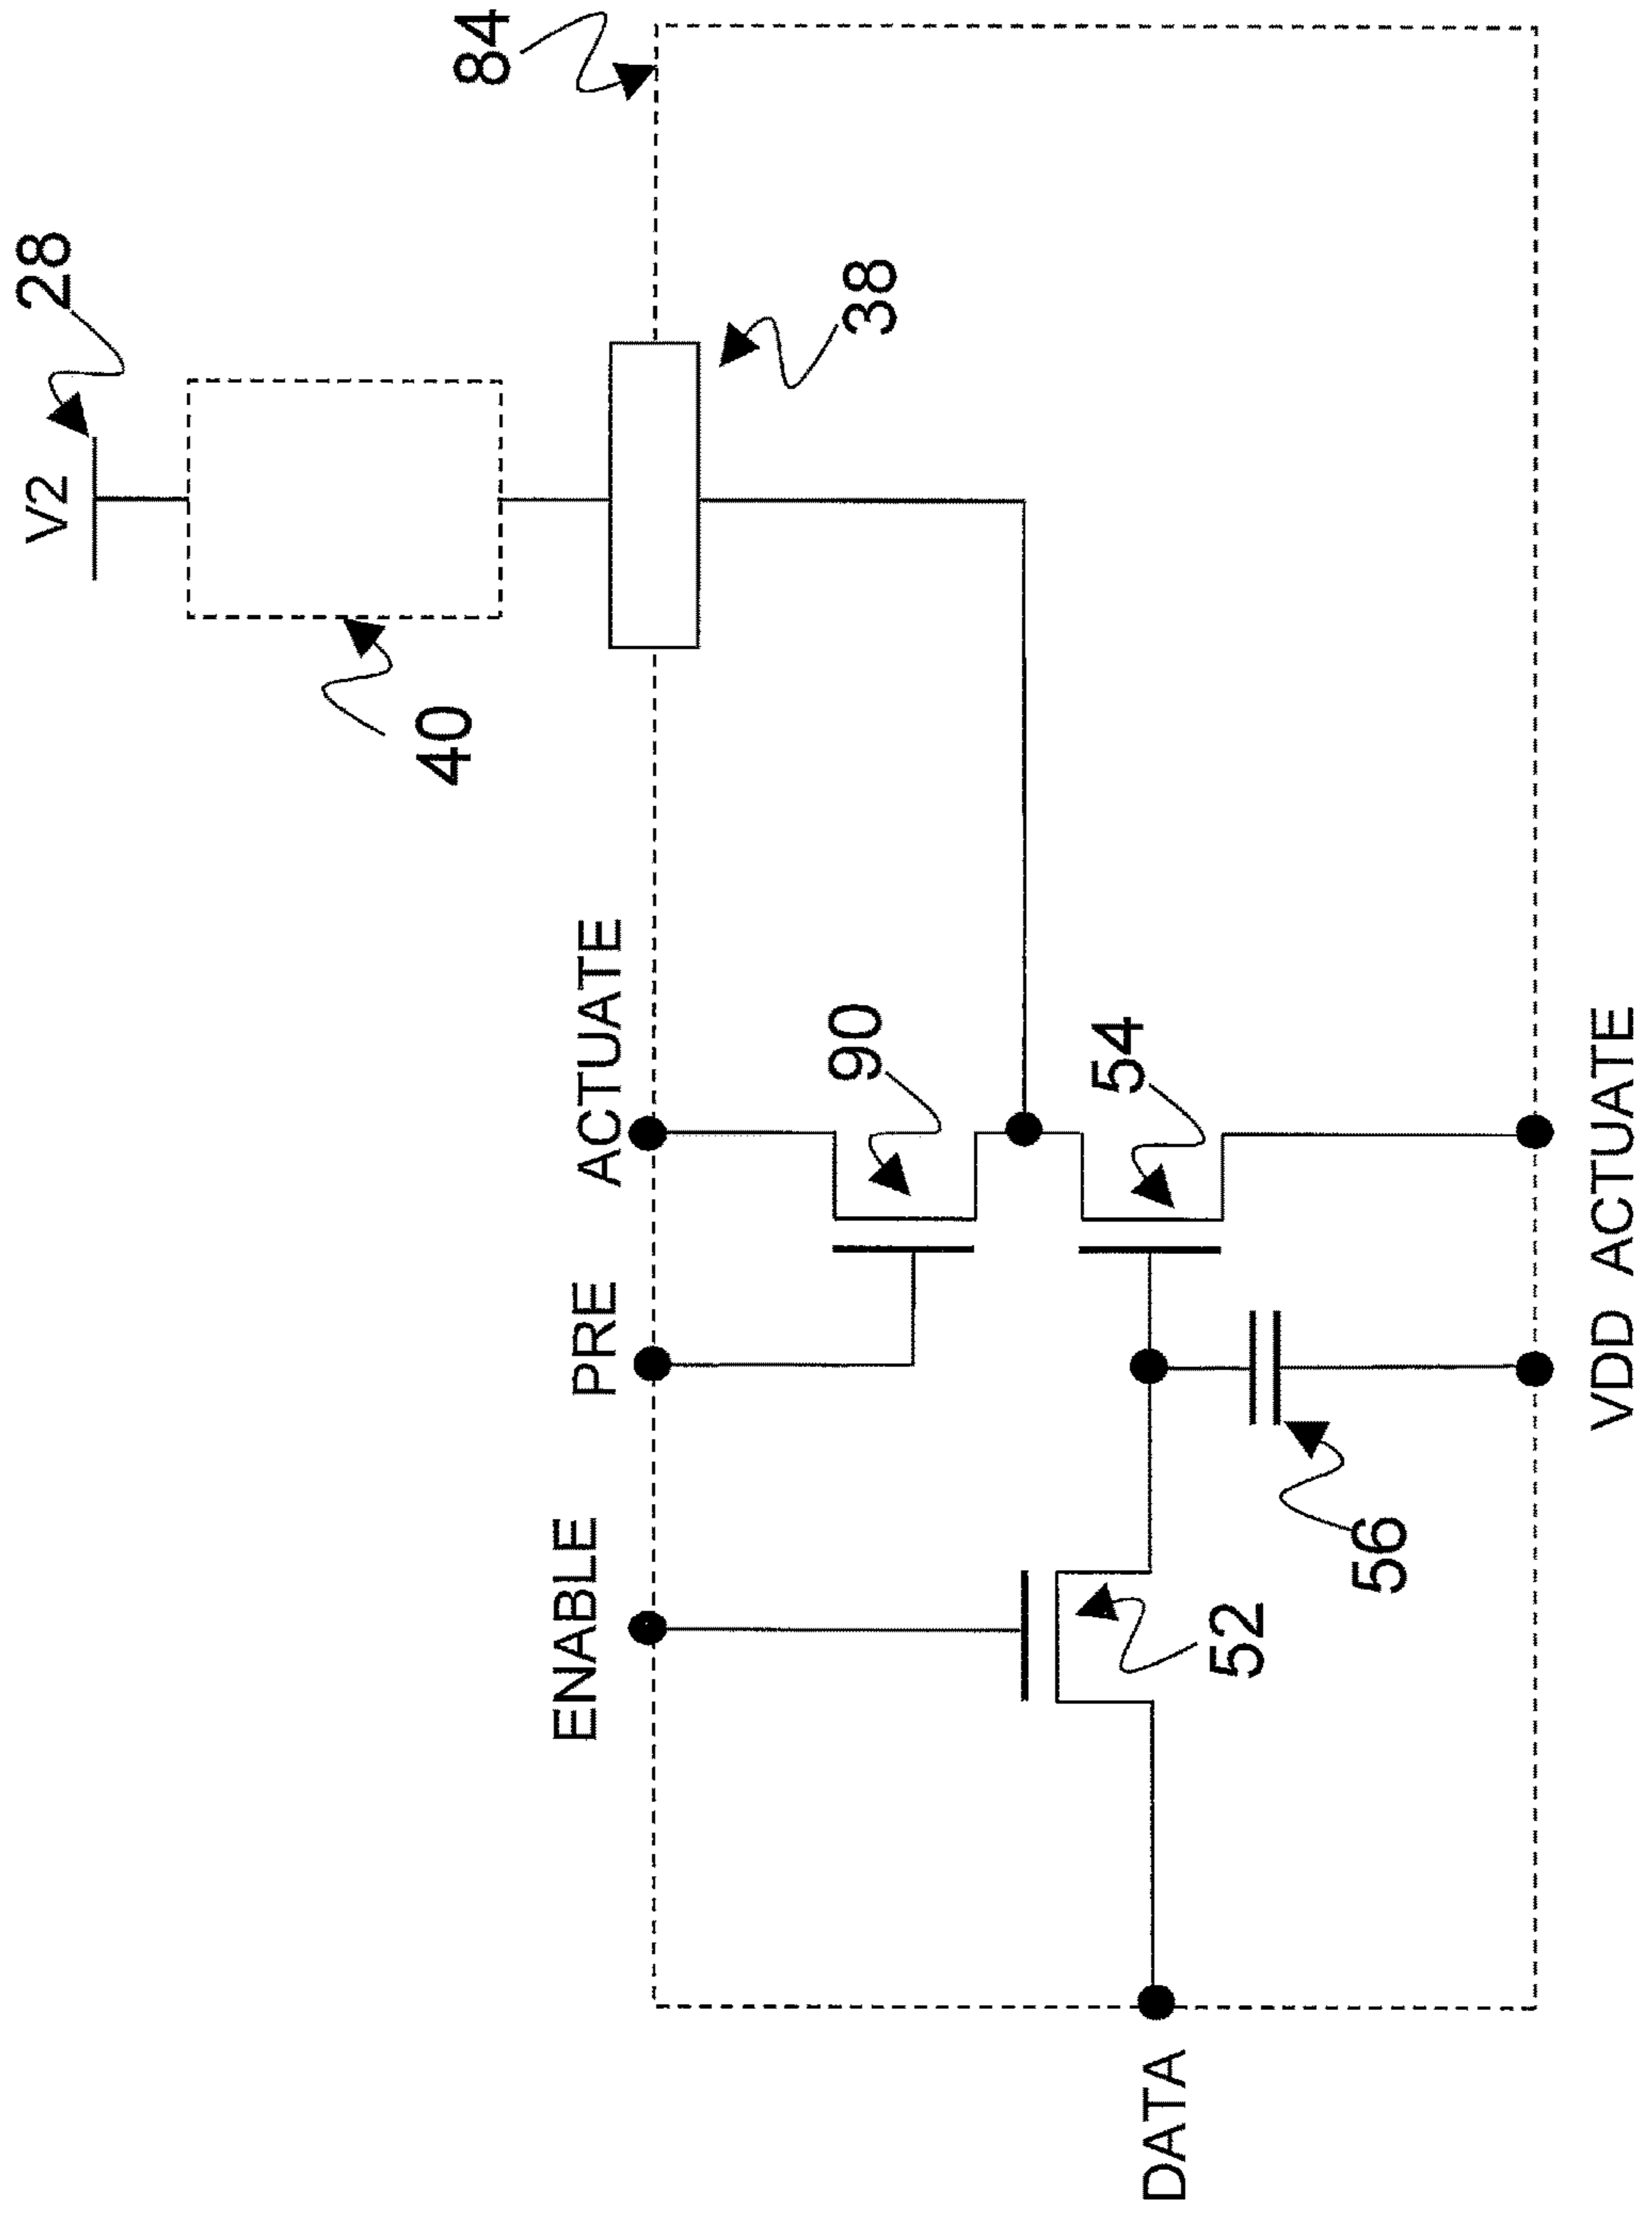 V2
28
40
84
ENABLE
PRE
ACTUATE
90
38
54
DATA
52
56
VDD ACTUATE